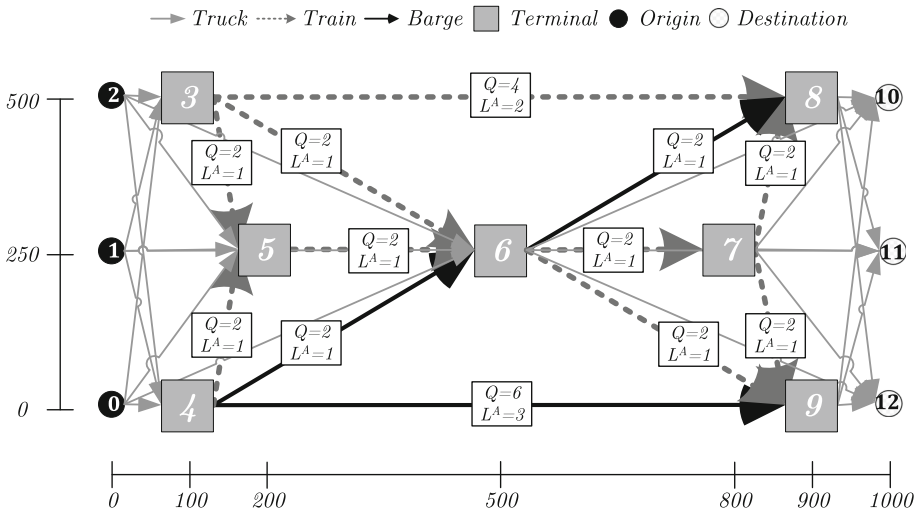 Truck Train Barge Terminal Origin Destination
500
250
0
2
1
0
3
4
5
6
7
8
9
10
11
12
Q=4
L^A=2
Q=2
L^A=1
Q=2
L^A=1
Q=2
L^A=1
Q=2
L^A=1
Q=2
L^A=1
Q=2
L^A=1
Q=2
L^A=1
Q=2
L^A=1
Q=2
L^A=1
Q=2
L^A=1
Q=2
L^A=1
Q=6
L^A=3
0 100 200 500 800 900 1000